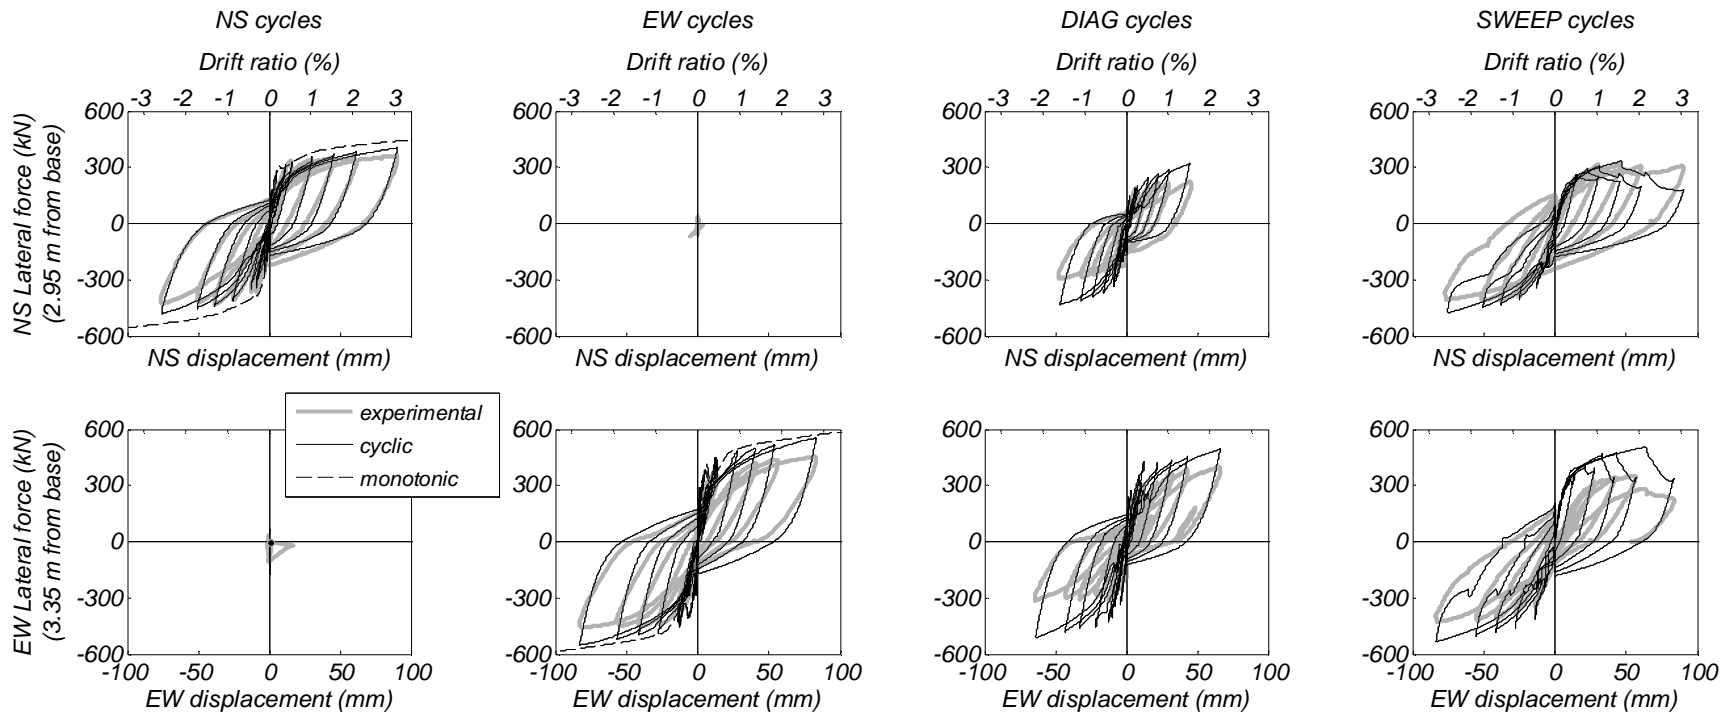 NS cycles EW cycles DIAG cycles SWEEP cycles
Drift ratio (%) Drift ratio (%) Drift ratio (%) Drift ratio (%)
-3 -2 -1 0 1 2 3 -3 -2 -1 0 1 2 3 -3 -2 -1 0 1 2 3 -3 -2 -1 0 1 2 3
NS Lateral force (kN)
(2.95 m from base)
600 600 600 600
300 300 300 300
0 0 0 0
-300 -300 -300 -300
-600 -600 -600 -600
NS displacement (mm) NS displacement (mm) NS displacement (mm) NS displacement (mm)
experimental
cyclic
monotonic
EW Lateral force (kN)
(3.35 m from base)
600 600 600 600
300 300 300 300
0 0 0 0
-300 -300 -300 -300
-600 -600 -600 -600
-100 -50 0 50 100 -100 -50 0 50 100 -100 -50 0 50 100 -100 -50 0 50 100
EW displacement (mm) EW displacement (mm) EW displacement (mm) EW displacement (mm)